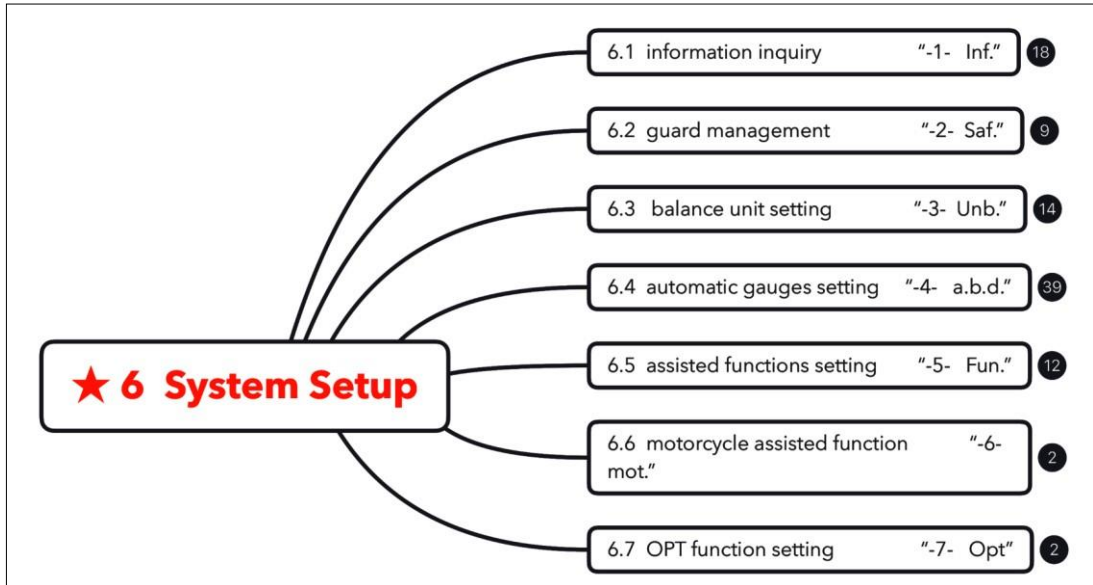 6.1 information inquiry "-1- Inf." 18
6.2 guard management "-2- Saf." 9
6.3 balance unit setting "-3- Unb." 14
6.4 automatic gauges setting "-4- a.b.d." 39
★ 6 System Setup
6.5 assisted functions setting "-5- Fun." 12
6.6 motorcycle assisted function "-6-
mot." 2
6.7 OPT function setting "-7- Opt" 2